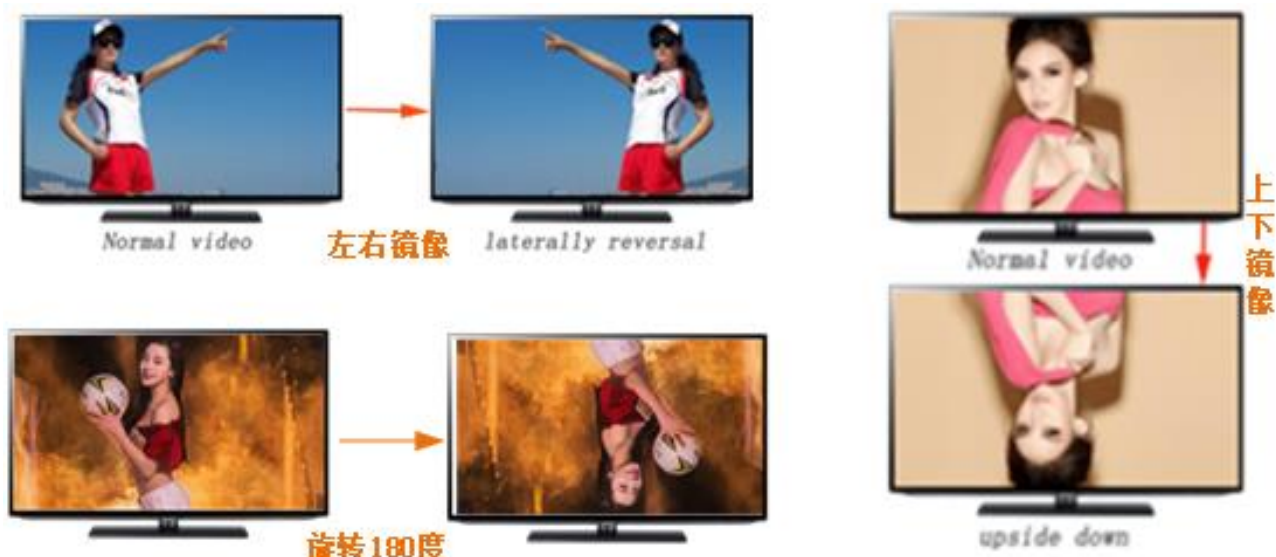 Normal video
左右镜像
laterally reversal
Normal video
上下镜像
旋转180度
upside down